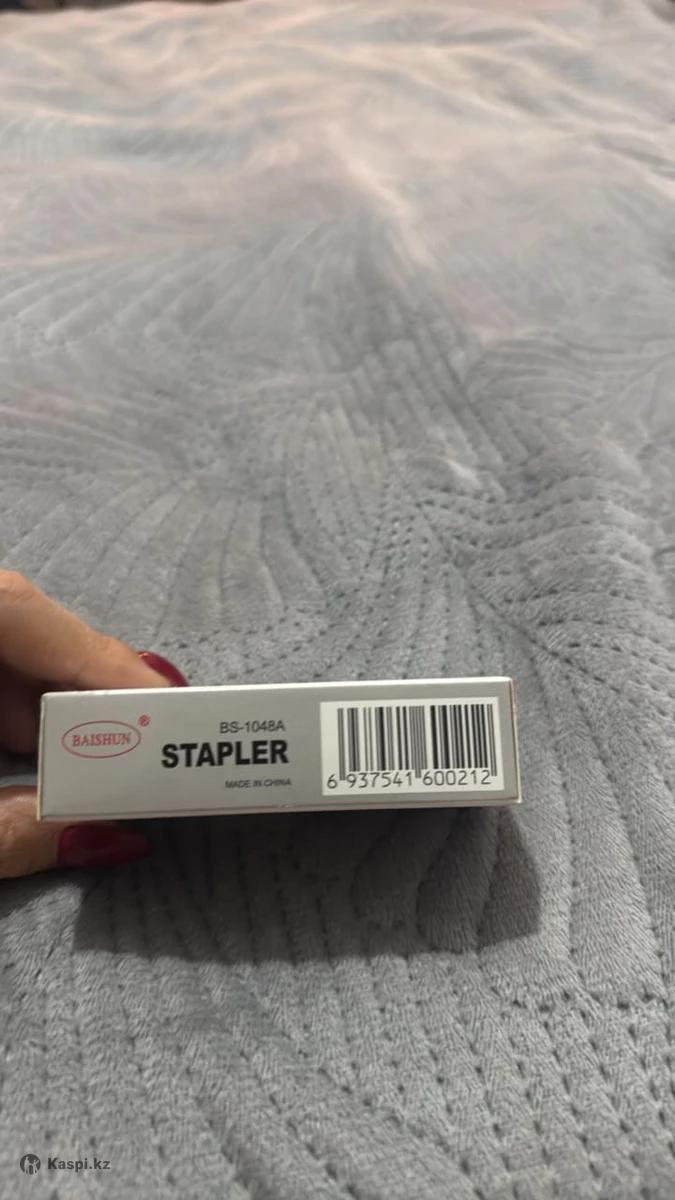 BAISHUN®
BS-1048A
STAPLER
MADE IN CHINA
6 937541 600212
Kaspi.kz